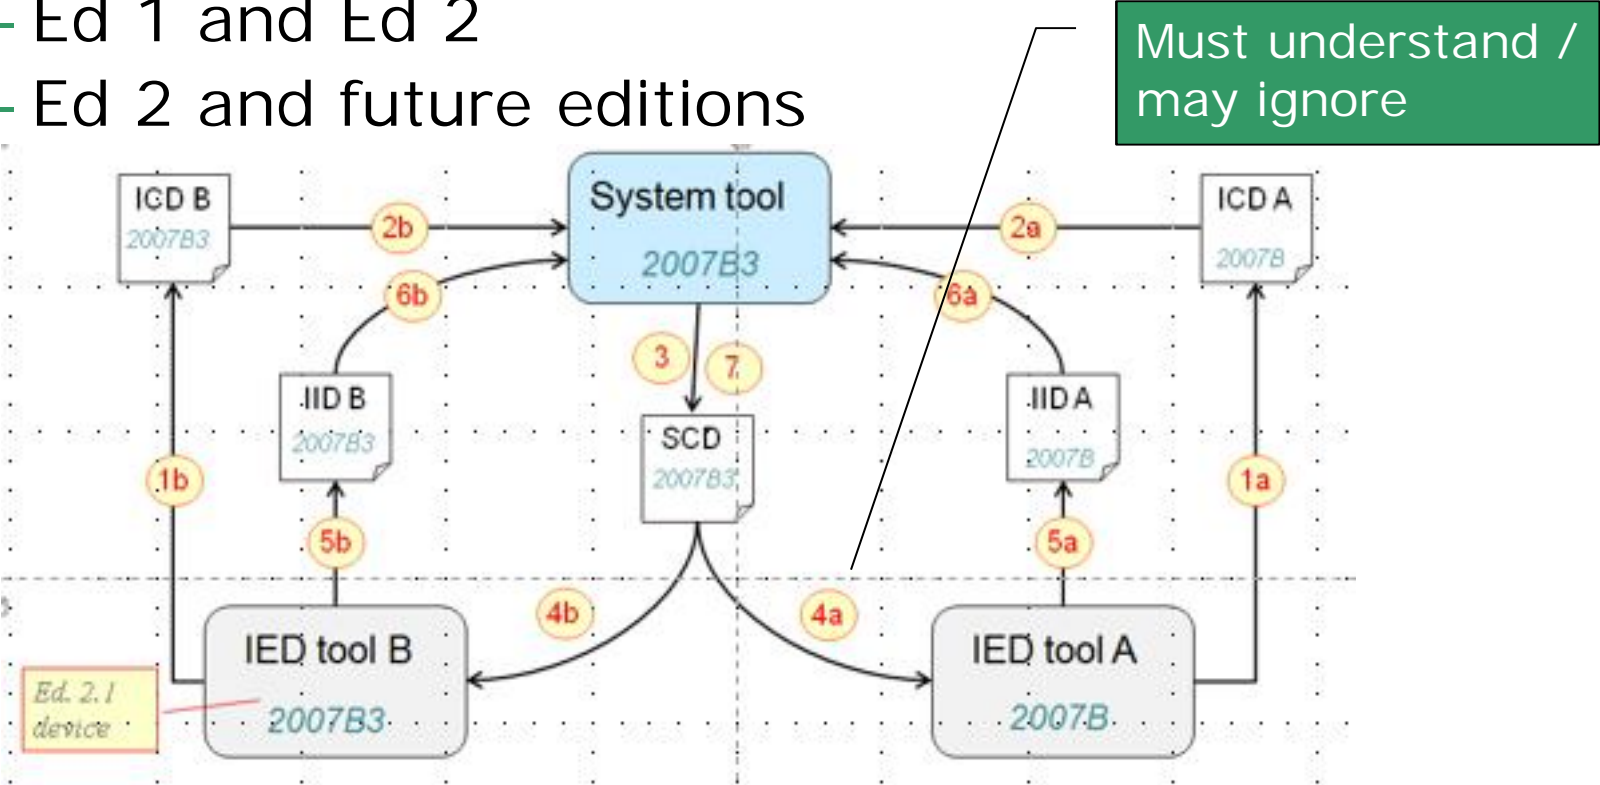 - Ed 1 and Ed 2
- Ed 2 and future editions
Must understand /
may ignore
ICD B
2007B3
2b
System tool
2007B3
2a
ICD A
2007B
6b
6a
3
7
IID B
2007B3
SCD
2007B3
IID A
2007B
1b
1a
5b
5a
4b
4a
IED tool B
2007B3
IED tool A
2007B
Ed. 2.1
device